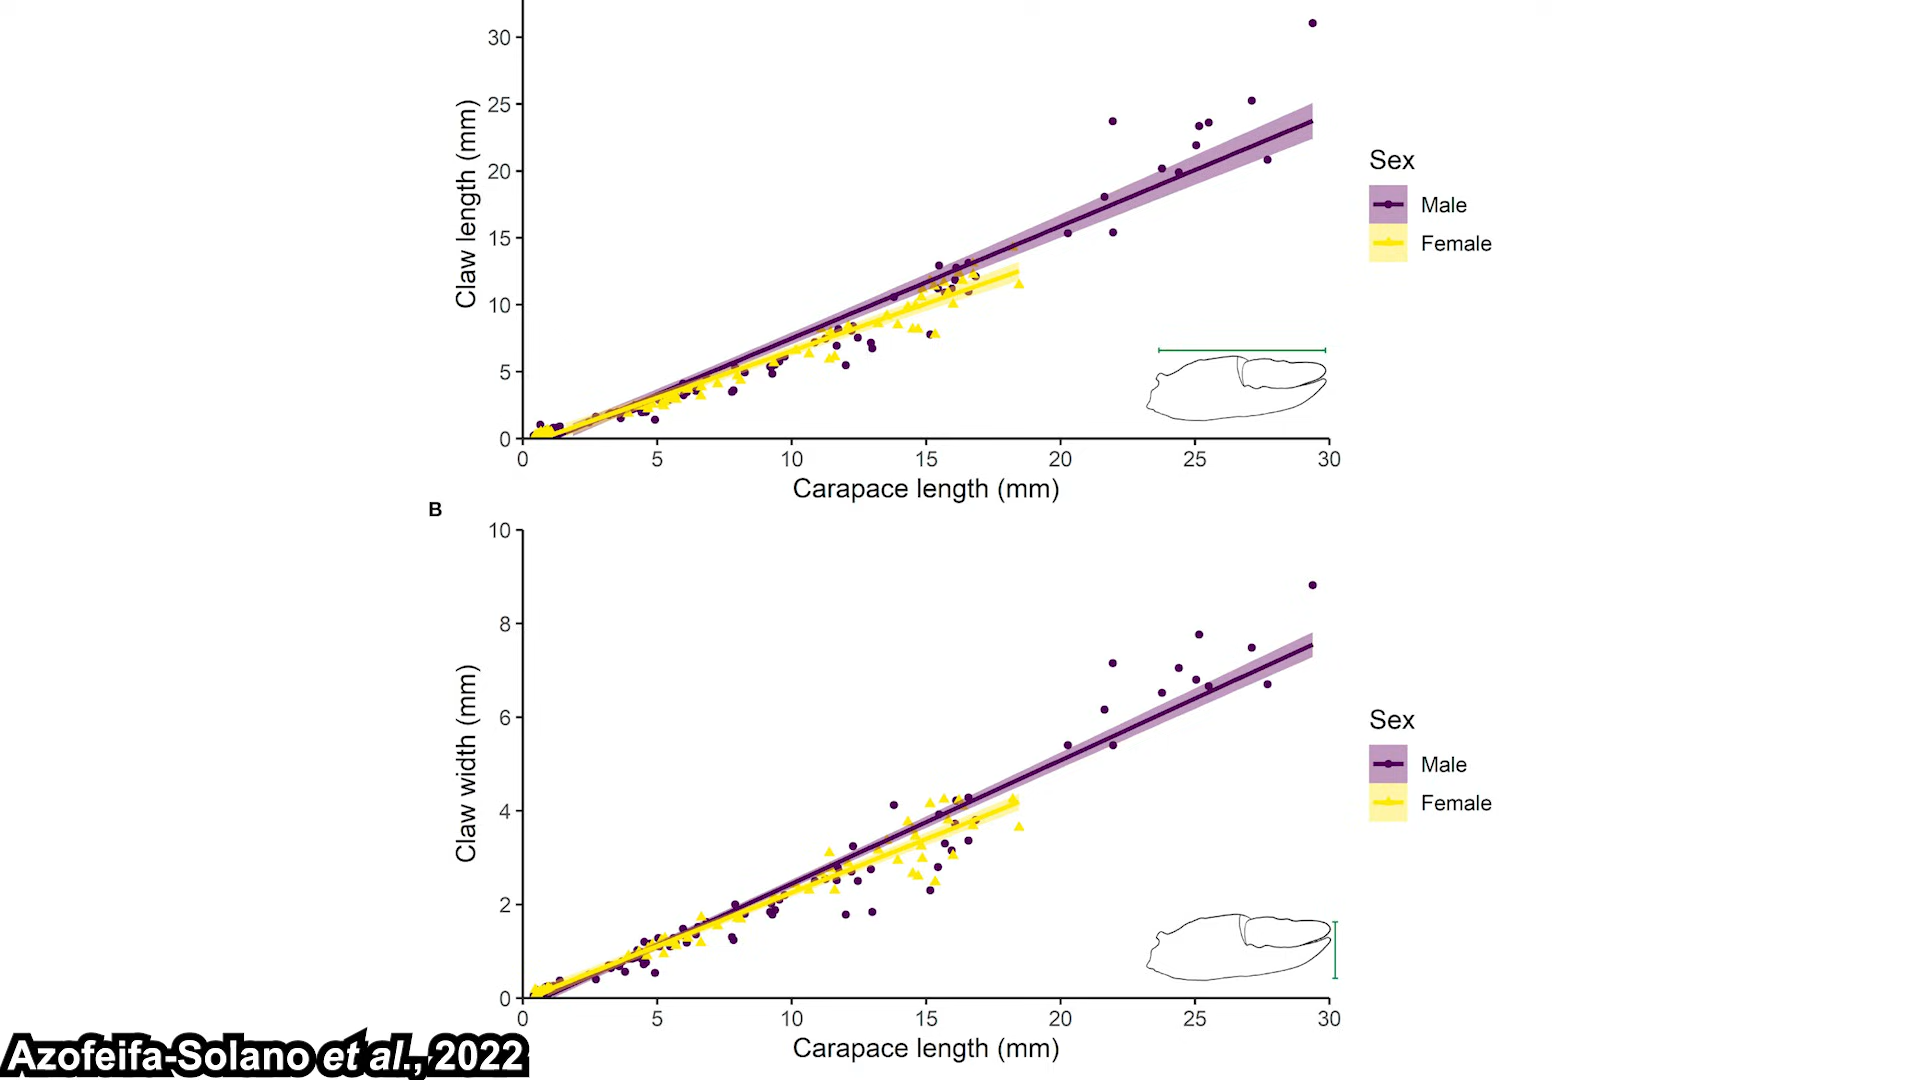 30
25
20
15
10
5
0
Claw length (mm)
0 5 10 15 20 25 30
Carapace length (mm)
Sex
Male
Female
B
10
8
6
4
2
0
Claw width (mm)
0 5 10 15 20 25 30
Carapace length (mm)
Sex
Male
Female
Azofeifa-Solano et al., 2022